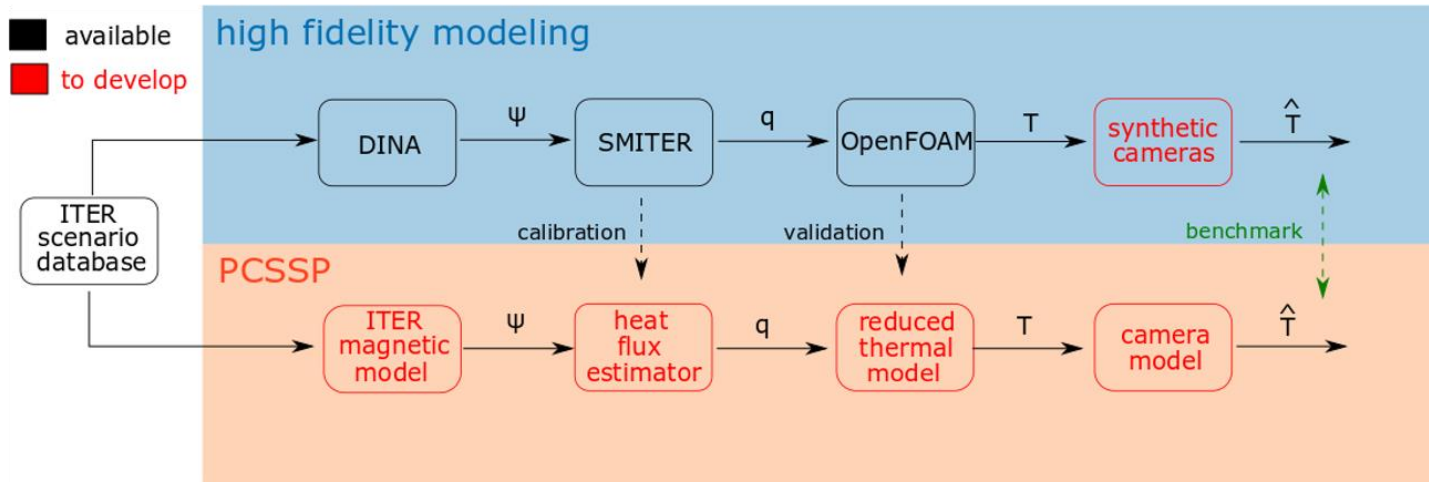 available
to develop
high fidelity modeling
DINA
Ψ
SMITER
q
OpenFOAM
T
synthetic
cameras
T̂
ITER
scenario
database
calibration
validation
benchmark
PCSSP
ITER
magnetic
model
Ψ
heat
flux
estimator
q
reduced
thermal
model
T
camera
model
T̂